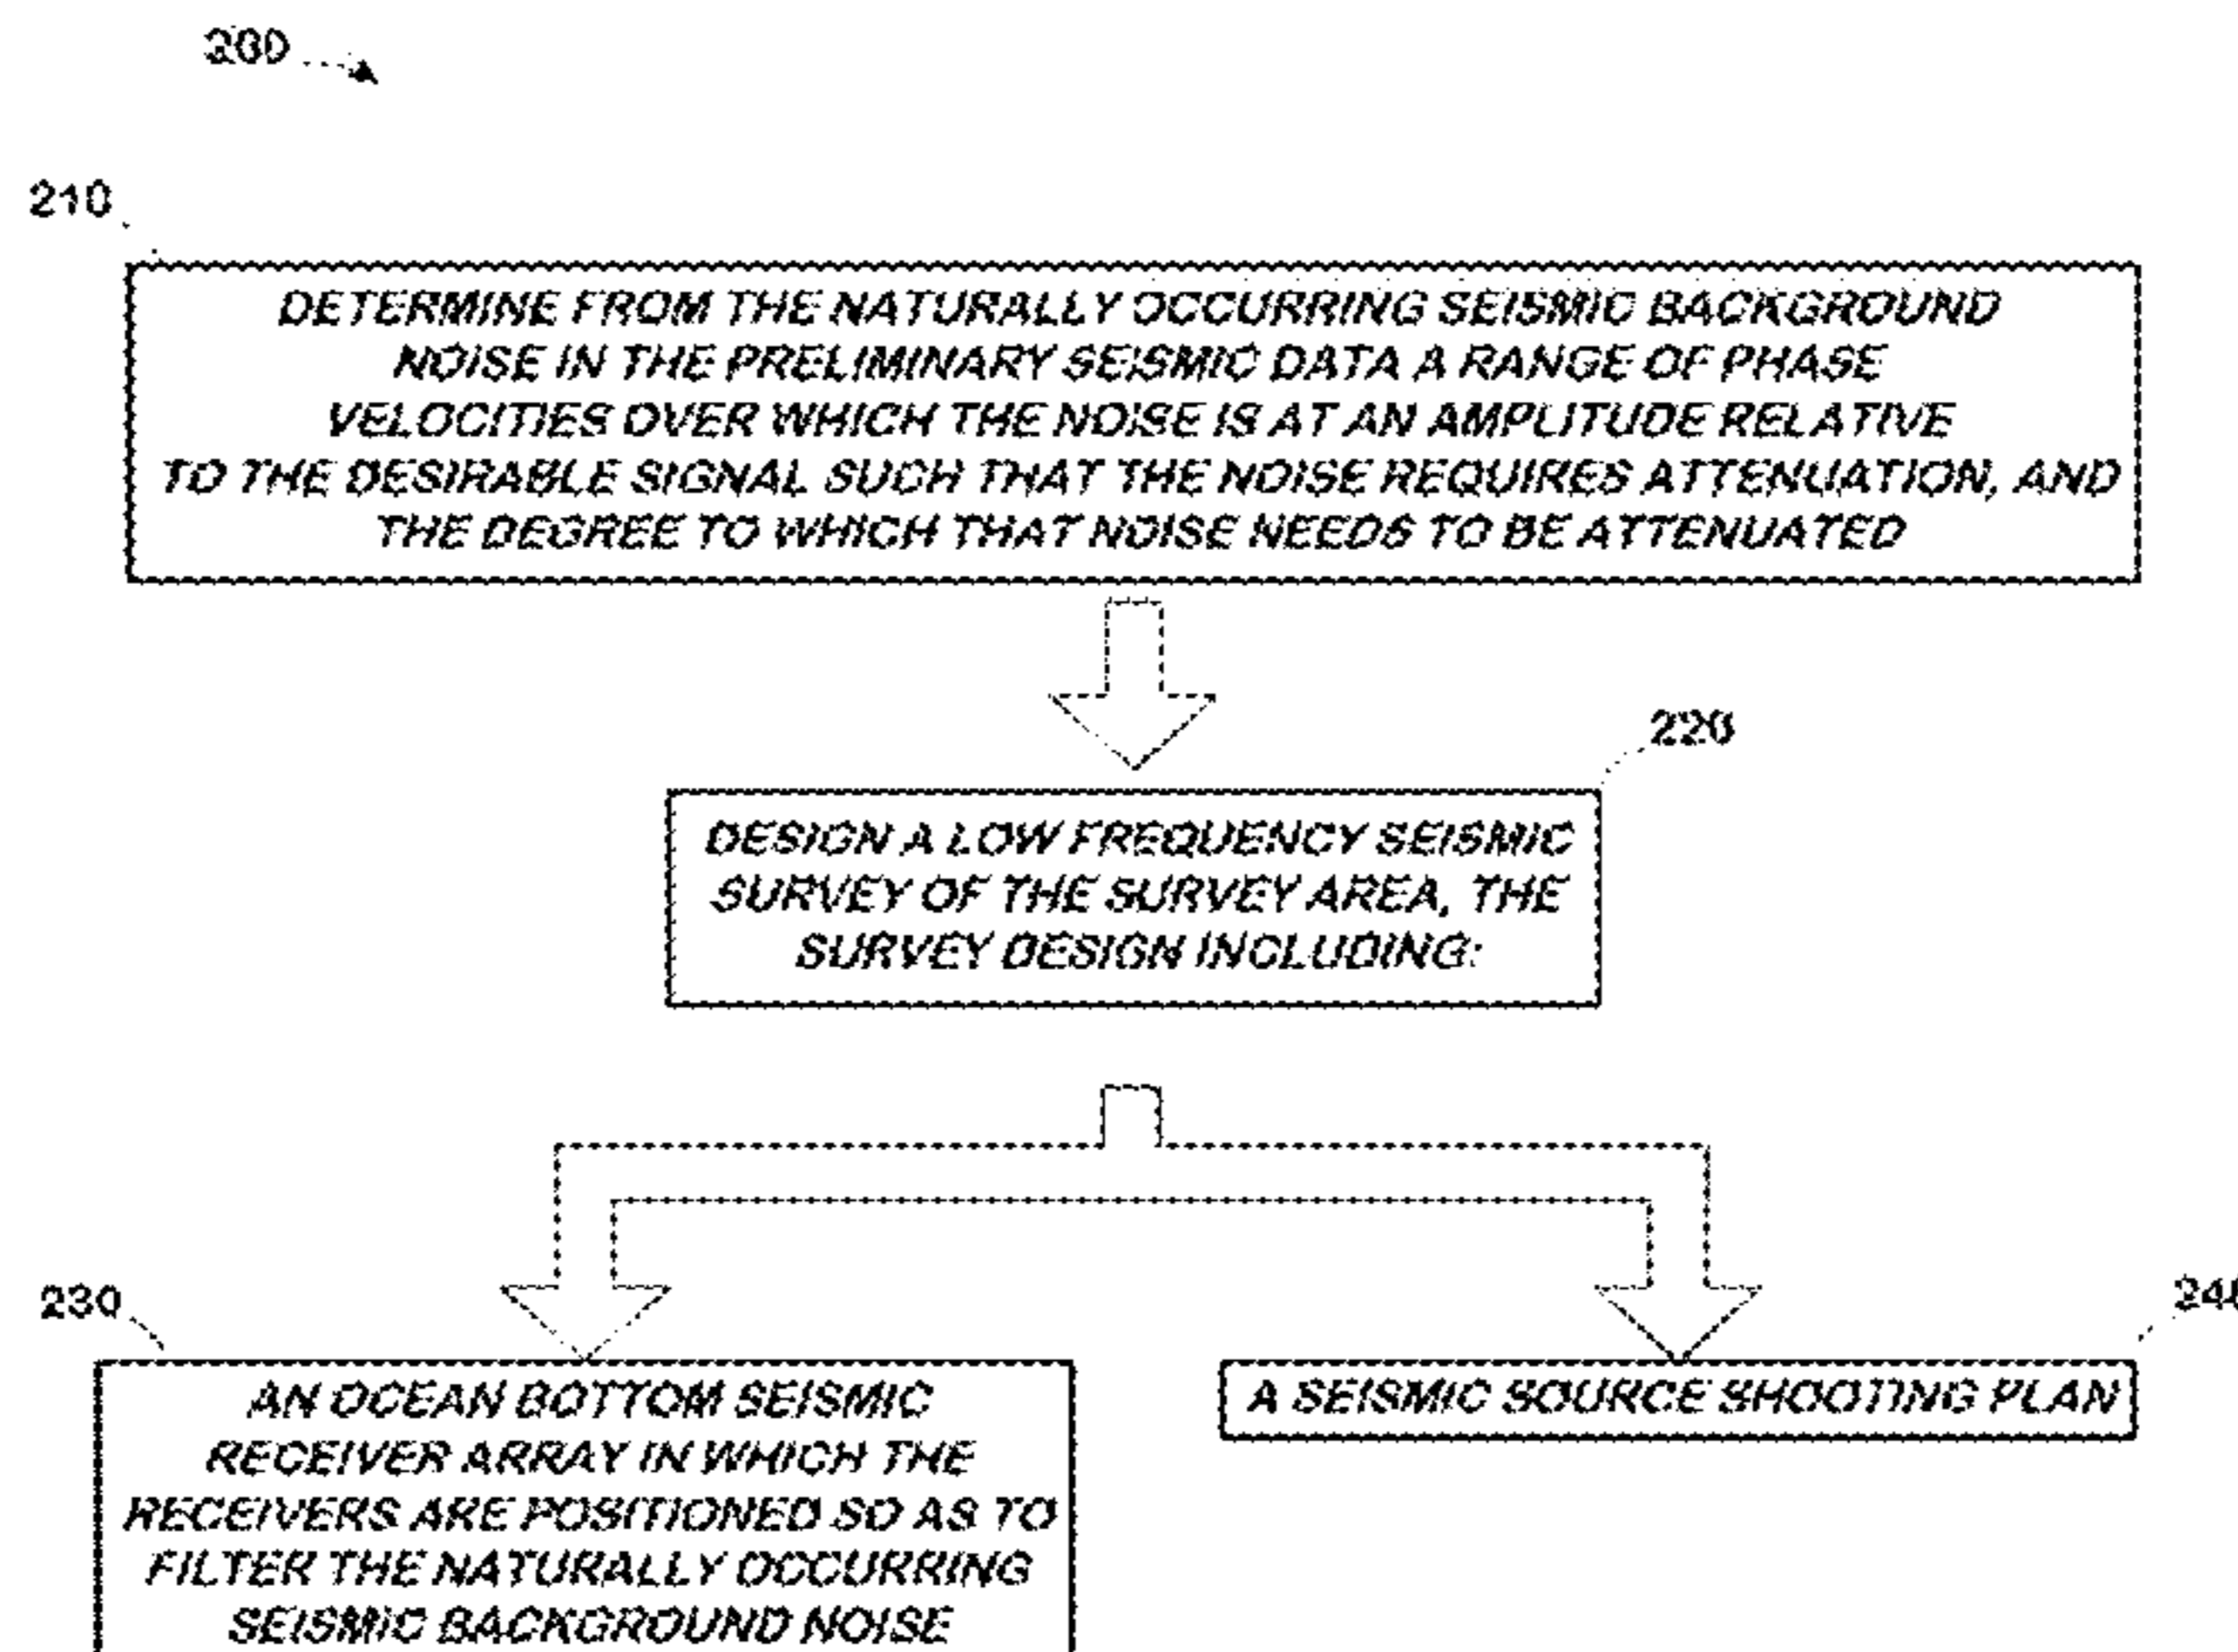 200
210
DETERMINE FROM THE NATURALLY OCCURRING SEISMIC BACKGROUND
NOISE IN THE PRELIMINARY SEISMIC DATA A RANGE OF PHASE
VELOCITIES OVER WHICH THE NOISE IS AT AN AMPLITUDE RELATIVE
TO THE DESIRABLE SIGNAL SUCH THAT THE NOISE REQUIRES ATTENUATION, AND
THE DEGREE TO WHICH THAT NOISE NEEDS TO BE ATTENUATED
220
DESIGN A LOW FREQUENCY SEISMIC
SURVEY OF THE SURVEY AREA, THE
SURVEY DESIGN INCLUDING:
230
AN OCEAN BOTTOM SEISMIC
RECEIVER ARRAY IN WHICH THE
RECEIVERS ARE POSITIONED SO AS TO
FILTER THE NATURALLY OCCURRING
SEISMIC BACKGROUND NOISE
240
A SEISMIC SOURCE SHOOTING PLAN